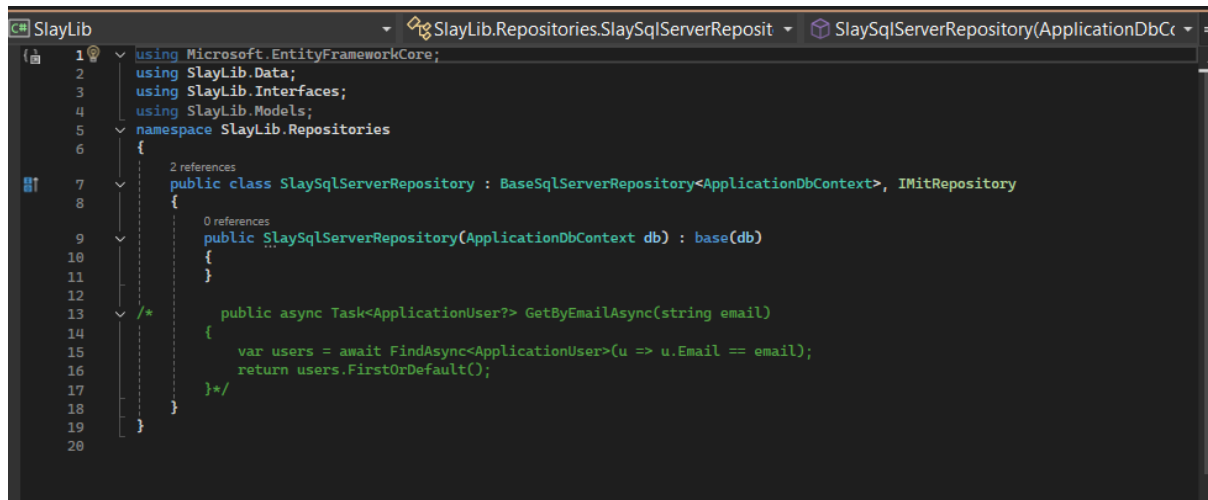 C# SlayLib SlayLib.Repositories.SlaySqlServerReposit SlaySqlServerRepository(ApplicationDbCo
1 using Microsoft.EntityFrameworkCore;
2 using SlayLib.Data;
3 using SlayLib.Interfaces;
4 using SlayLib.Models;
5 namespace SlayLib.Repositories
6 {
2 references
7 public class SlaySqlServerRepository : BaseSqlServerRepository<ApplicationDbContext>, IMitRepository
8 {
0 references
9 public SlaySqlServerRepository(ApplicationDbContext db) : base(db)
10 {
11 }
12
13 /* public async Task<ApplicationUser?> GetByEmailAsync(string email)
14 {
15 var users = await FindAsync<ApplicationUser>(u => u.Email == email);
16 return users.FirstOrDefault();
17 }*/
18 }
19 }
20